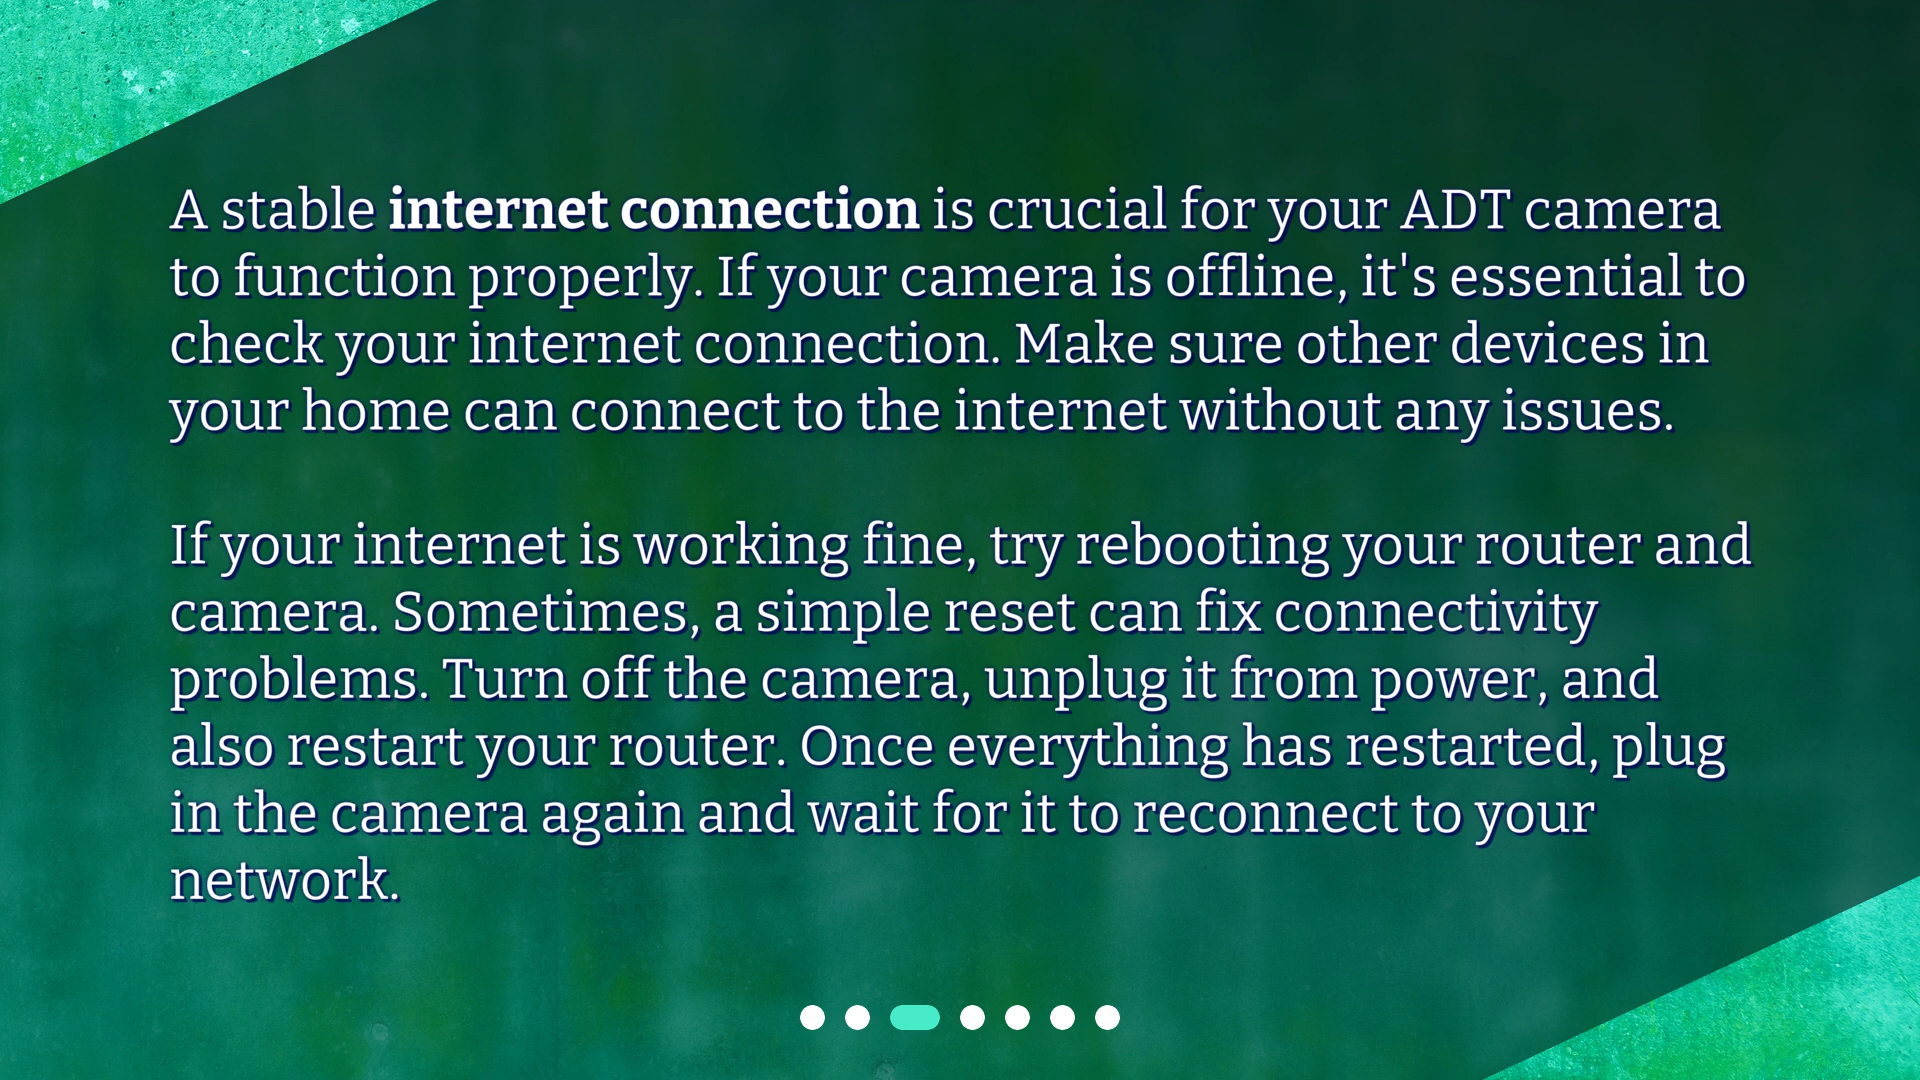 A stable internet connection is crucial for your ADT camera
to function properly. If your camera is offline, it's essential to
check your internet connection. Make sure other devices in
your home can connect to the internet without any issues.
If your internet is working fine, try rebooting your router and
camera. Sometimes, a simple reset can fix connectivity
problems. Turn off the camera, unplug it from power, and
also restart your router. Once everything has restarted, plug
in the camera again and wait for it to reconnect to your
network.